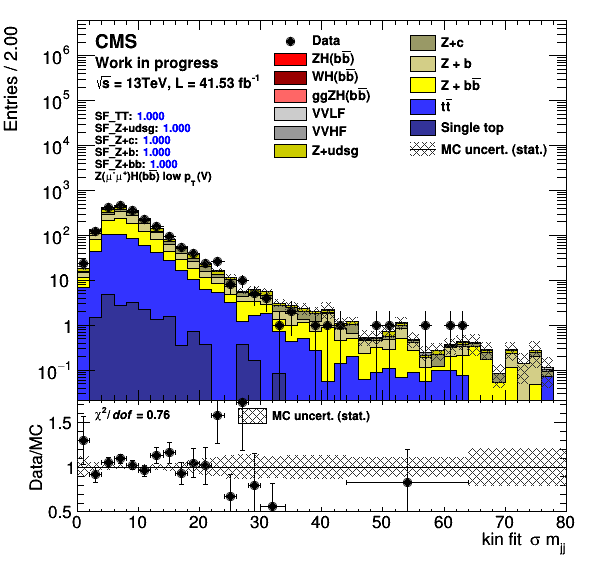 CMS
Work in progress
√s = 13TeV, L = 41.53 fb⁻¹
SF_TT: 1.000
SF_Z+udsg: 1.000
SF_Z+c: 1.000
SF_Z+b: 1.000
SF_Z+bb: 1.000
Z(μ⁻μ⁺)H(bb̅) low p_T(V)
Data
ZH(bb̅)
WH(bb̅)
ggZH(bb̅)
VVLF
VVHF
Z+udsg
Z+c
Z + b
Z + bb̅
tt̅
Single top
MC uncert. (stat.)
Entries / 2.00
10⁶
10⁵
10⁴
10³
10²
10
1
10⁻¹
χ²/dof = 0.76
MC uncert. (stat.)
Data/MC
1.5
1
0.5
0 10 20 30 40 50 60 70 80
kin fit σ m_jj